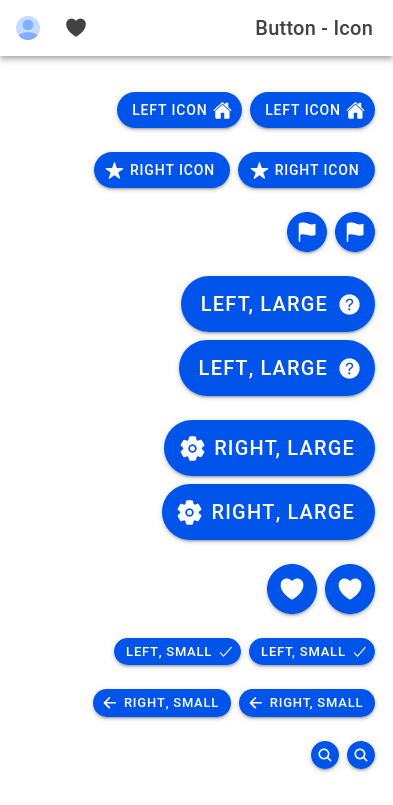 Button - Icon
LEFT ICON LEFT ICON
RIGHT ICON RIGHT ICON
LEFT, LARGE
LEFT, LARGE
RIGHT, LARGE
RIGHT, LARGE
LEFT, SMALL LEFT, SMALL
RIGHT, SMALL RIGHT, SMALL